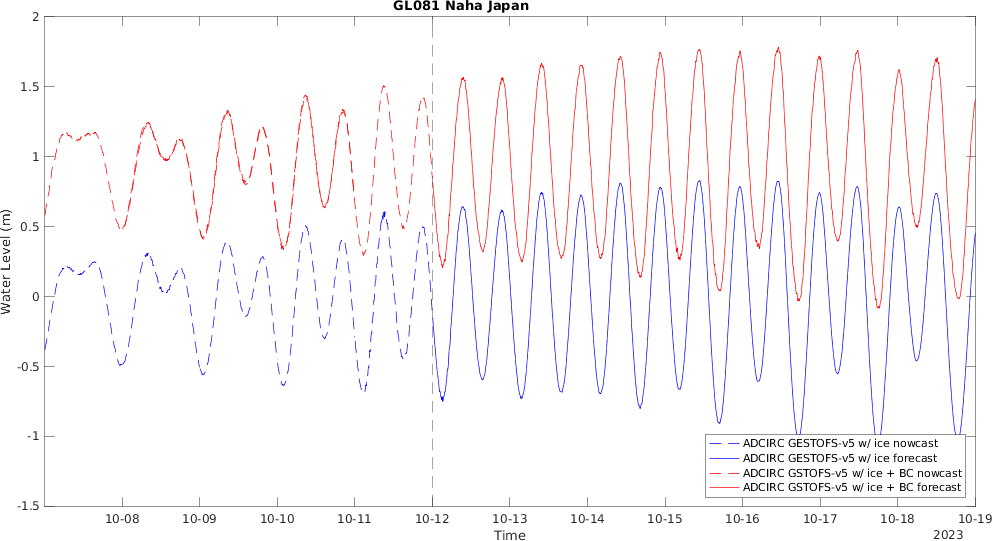 GL081 Naha Japan
2
1.5
1
0.5
0
-0.5
-1
-1.5
Water Level (m)
ADCIRC GESTOFS-v5 w/ ice nowcast
ADCIRC GESTOFS-v5 w/ ice forecast
ADCIRC GSTOFS-v5 w/ ice + BC nowcast
ADCIRC GSTOFS-v5 w/ ice + BC forecast
10-08 10-09 10-10 10-11 10-12 10-13 10-14 10-15 10-16 10-17 10-18 10-19
Time
2023